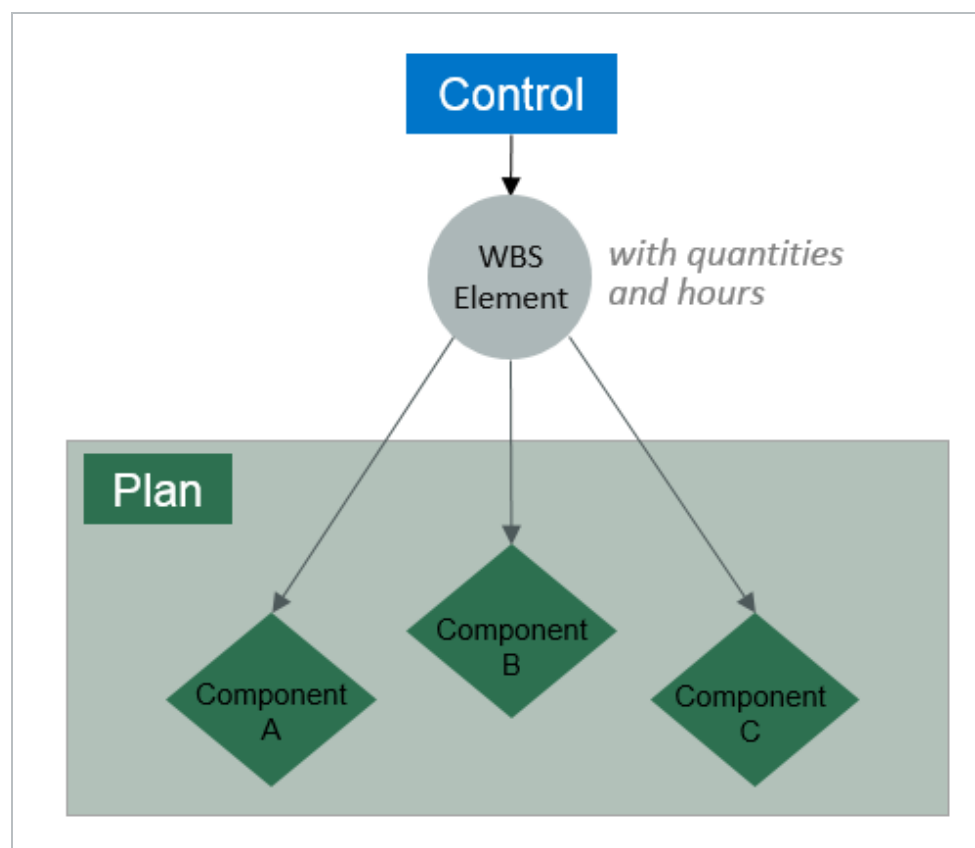 Control
WBS
Element
with quantities
and hours
Plan
Component
A
Component
B
Component
C